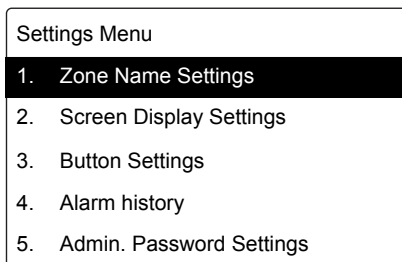 Settings Menu
1. Zone Name Settings
2. Screen Display Settings
3. Button Settings
4. Alarm history
5. Admin. Password Settings